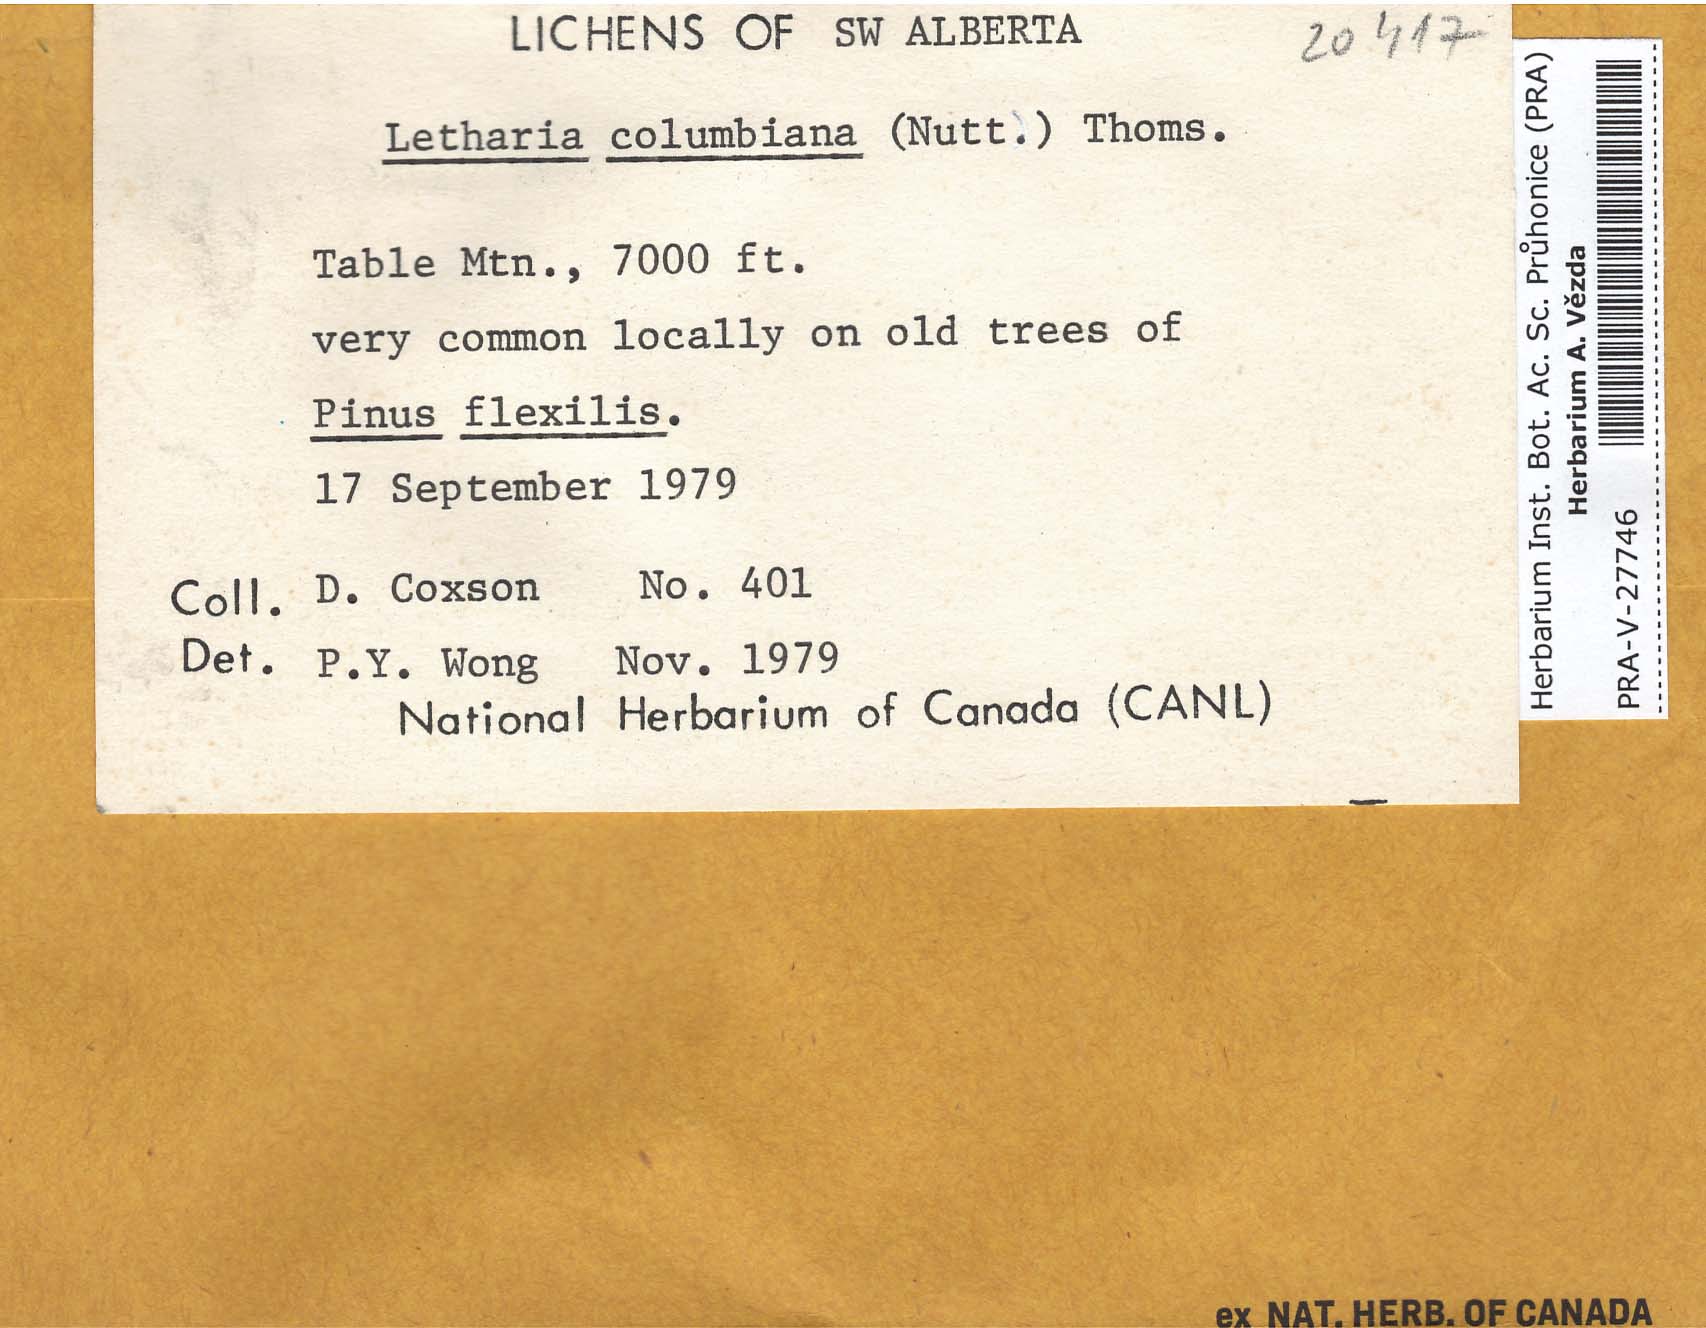 LICHENS OF SW ALBERTA
20417
Letharia columbiana (Nutt.) Thoms.
Table Mtn., 7000 ft.
very common locally on old trees of
Pinus flexilis.
17 September 1979
Coll. D. Coxson No. 401
Det. P.Y. Wong Nov. 1979
National Herbarium of Canada (CANL)
Herbarium Inst. Bot. Ac. Sc. Průhonice (PRA)
Herbarium A. Vězda
PRA-V-27746
ex NAT. HERB. OF CANADA